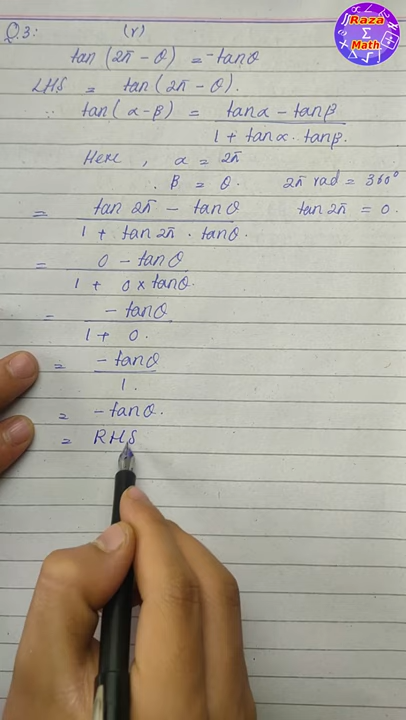 Q.3: (v)
tan (2π - θ) = -tanθ
LHS = tan (2π - θ).
∵ tan (α - β) = tanα - tanβ / 1 + tanα . tanβ.
Here , α = 2π
β = θ. 2π rad = 360°
= tan 2π - tanθ / 1 + tan 2π . tanθ. tan 2π = 0.
= 0 - tanθ / 1 + 0 × tanθ.
= - tanθ / 1 + 0.
= - tanθ / 1.
= - tanθ.
= RHS
Raza
Σ
Math